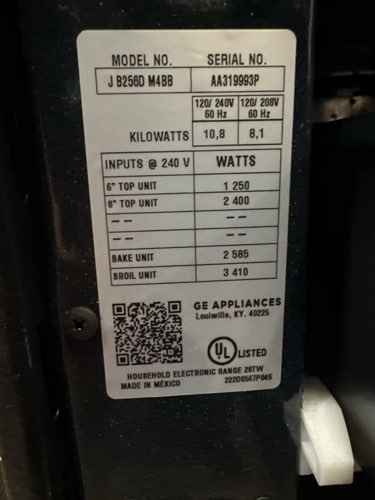 MODEL NO. SERIAL NO.
J B256D M4BB AA319993P
120/ 240V 120/ 208V
60 Hz 60 Hz
KILOWATTS 10,8 8,1
INPUTS @ 240 V WATTS
6" TOP UNIT 1 250
8" TOP UNIT 2 400
-- --
-- --
BAKE UNIT 2 585
BROIL UNIT 3 410
GE APPLIANCES
Louisville, KY. 40225
UL LISTED
HOUSEHOLD ELECTRONIC RANGE 29TW
MADE IN MÉXICO 222D8567P045